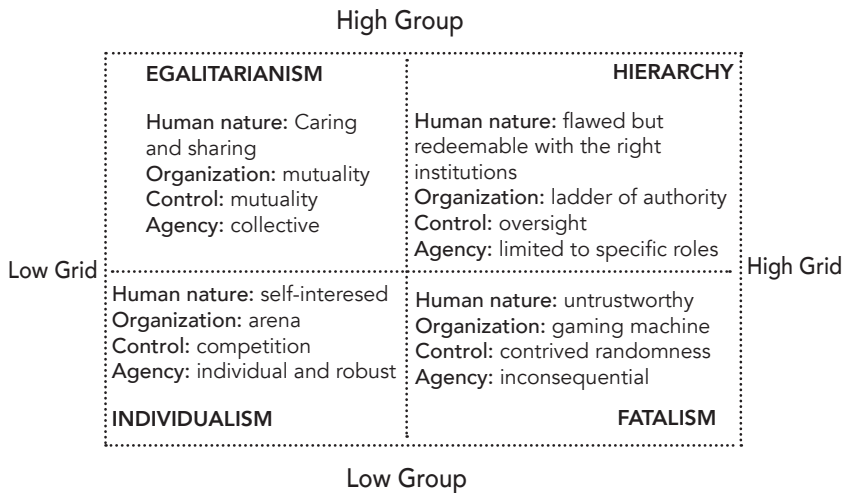 High Group
EGALITARIANISM
Human nature: Caring
and sharing
Organization: mutuality
Control: mutuality
Agency: collective
HIERARCHY
Human nature: flawed but
redeemable with the right
institutions
Organization: ladder of authority
Control: oversight
Agency: limited to specific roles
Low Grid
High Grid
Human nature: self-interesed
Organization: arena
Control: competition
Agency: individual and robust
INDIVIDUALISM
Human nature: untrustworthy
Organization: gaming machine
Control: contrived randomness
Agency: inconsequential
FATALISM
Low Group